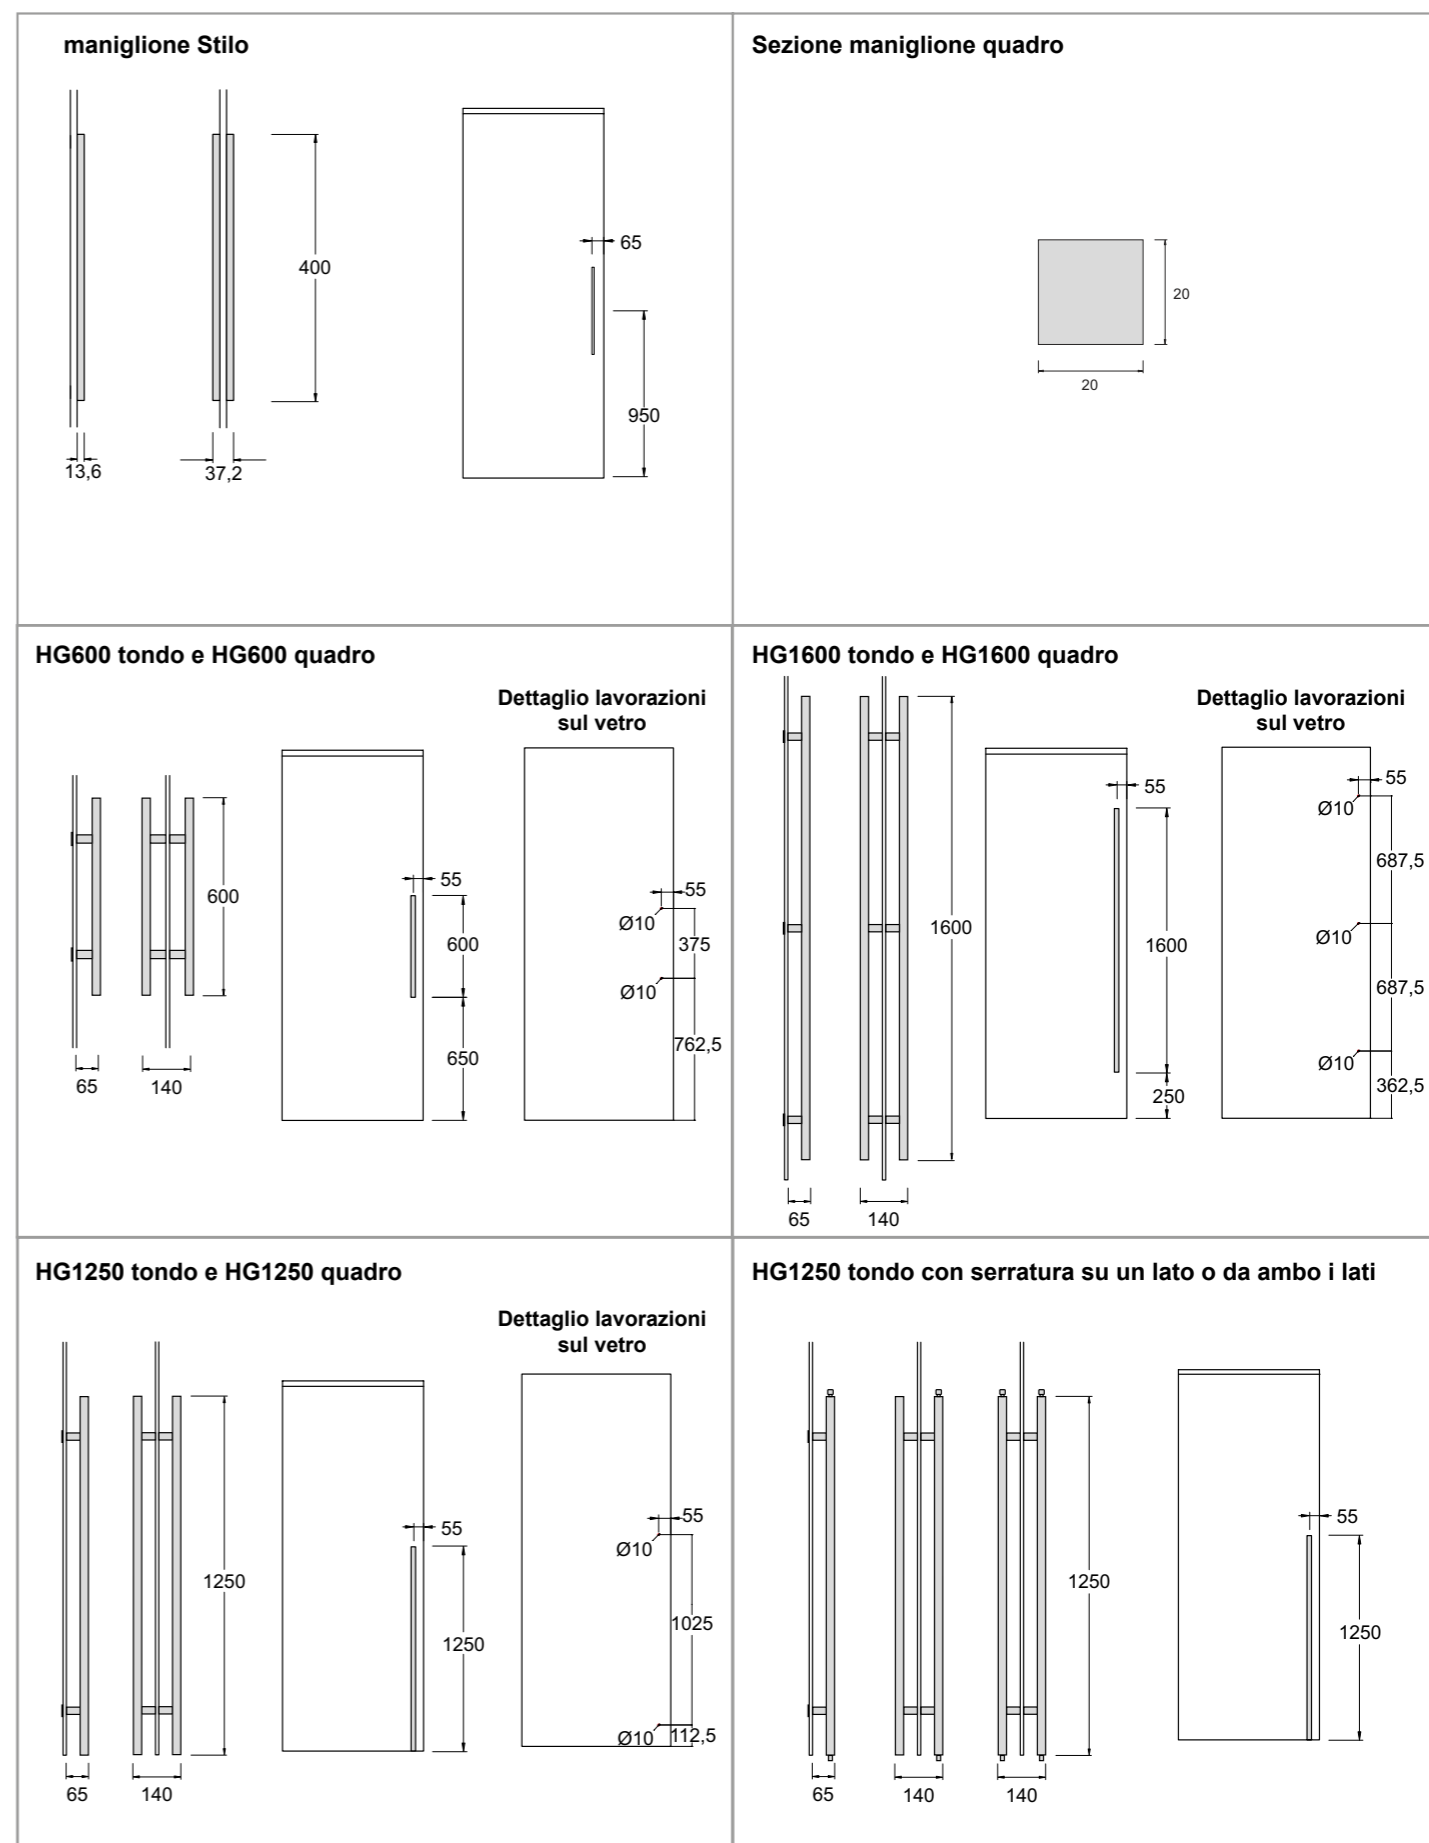 maniglione Stilo
400
13,6
37,2
65
950
Sezione maniglione quadro
20
20
HG600 tondo e HG600 quadro
Dettaglio lavorazioni
sul vetro
600
65
140
55
600
650
55
Ø10
375
Ø10
762,5
HG1600 tondo e HG1600 quadro
Dettaglio lavorazioni
sul vetro
1600
65
140
55
1600
250
55
Ø10
687,5
Ø10
687,5
Ø10
362,5
HG1250 tondo e HG1250 quadro
Dettaglio lavorazioni
sul vetro
1250
65
140
55
1250
55
Ø10
1025
Ø10
112,5
HG1250 tondo con serratura su un lato o da ambo i lati
1250
65
140
140
55
1250